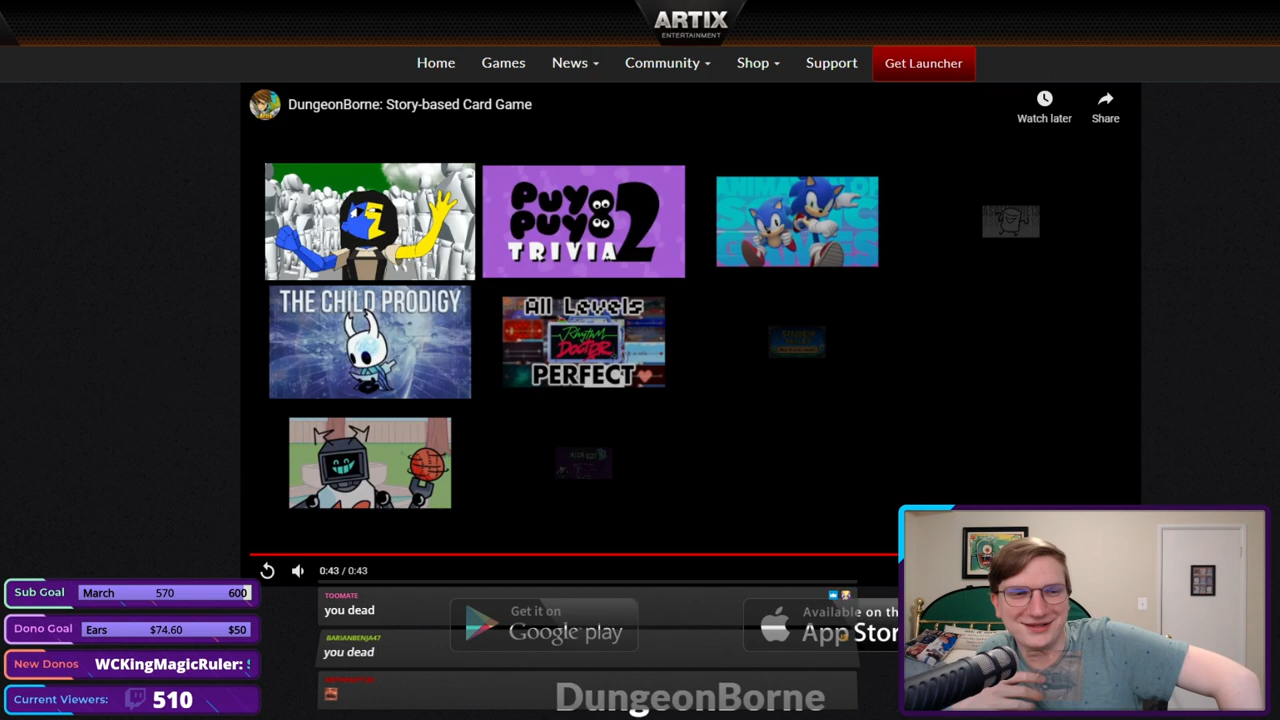 ARTIX
ENTERTAINMENT
Home
Games
News
Community
Shop
Support
Get Launcher
DungeonBorne: Story-based Card Game
Watch later
Share
PUYO
PUYO 2
TRIVIA
THE CHILD PRODIGY
All Levels
Rhythm
DOCTOR
PERFECT
0:43 / 0:43
Sub Goal
March
570
600
Dono Goal
Ears
$74.60
$50
New Donos
WCKingMagicRuler:
Current Viewers:
510
TOOMATE
you dead
BARIANBENJA47
you dead
Get it on
Google play
Available on the
App Stor
DungeonBorne